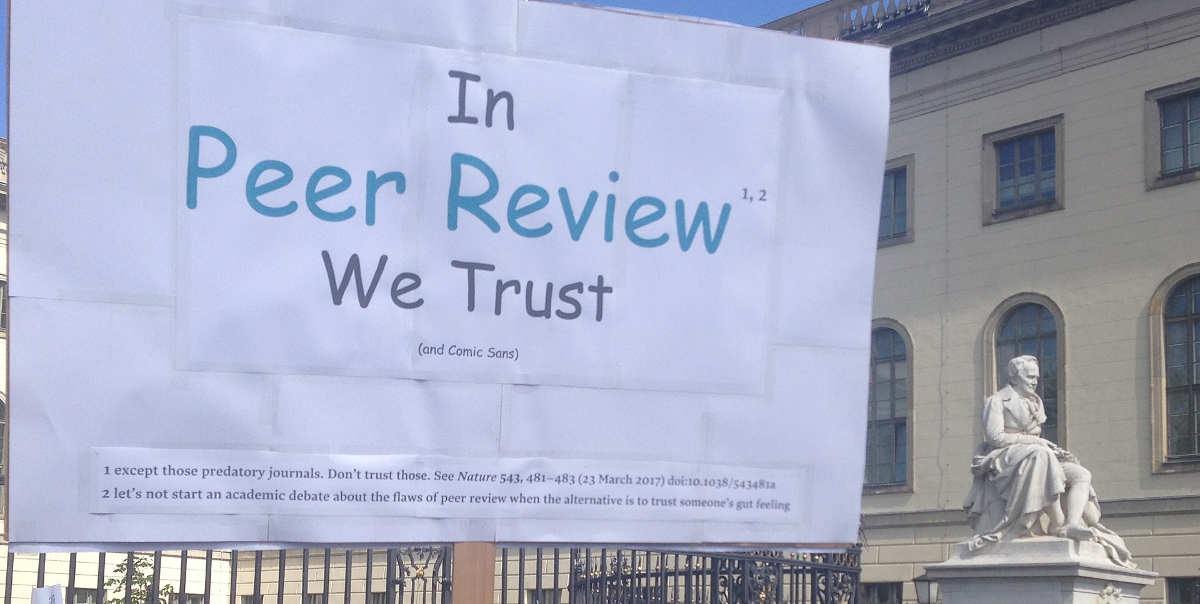 In
Peer Review 1, 2
We Trust
(and Comic Sans)
1 except those predatory journals. Don't trust those. See Nature 543, 481–483 (23 March 2017) doi:10.1038/543481a
2 let's not start an academic debate about the flaws of peer review when the alternative is to trust someone's gut feeling